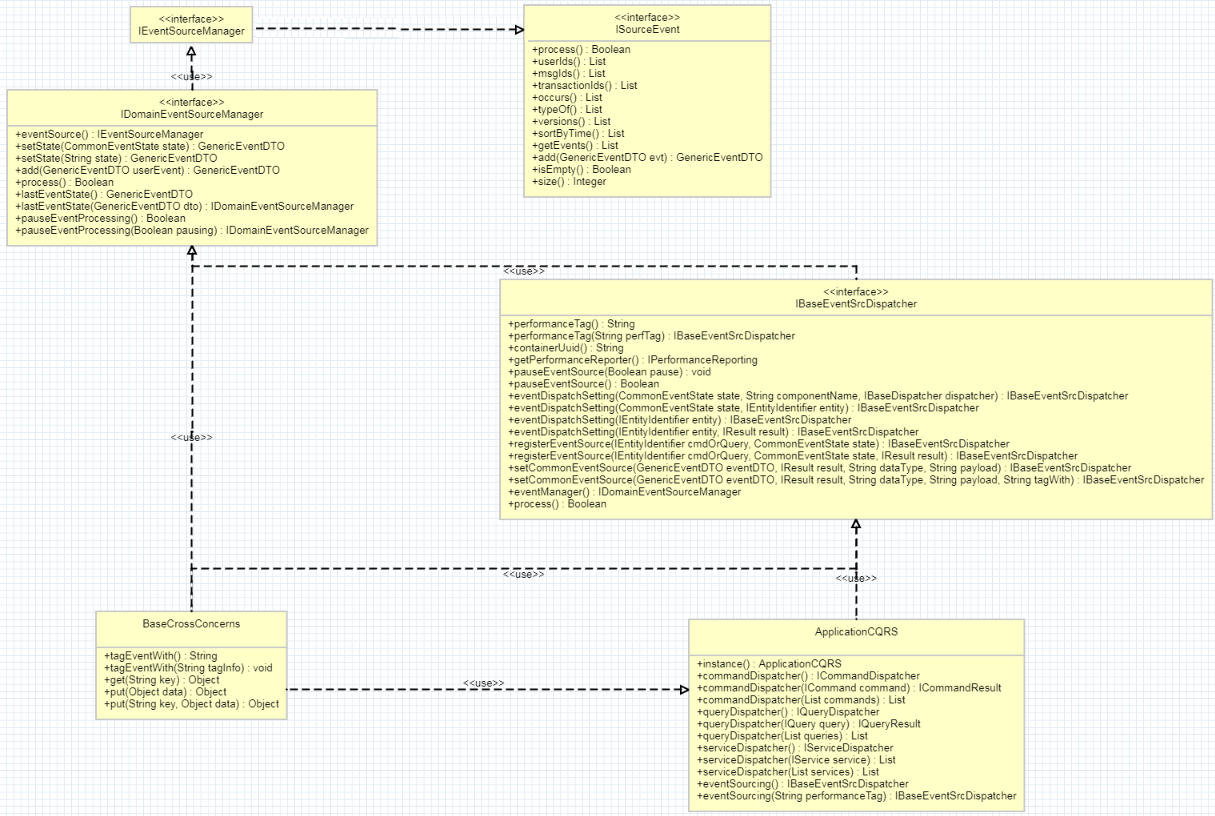 <<interface>>
IEventSourceManager
<<interface>>
ISourceEvent
+process() : Boolean
+userIds() : List
+msgIds() : List
+transactionIds() : List
+occurs() : List
+typeOf() : List
+versions() : List
+sortByTime() : List
+getEvents() : List
+add(GenericEventDTO evt) : GenericEventDTO
+isEmpty() : Boolean
+size() : Integer
<<use>>
<<interface>>
IDomainEventSourceManager
+eventSource() : IEventSourceManager
+setState(CommonEventState state) : GenericEventDTO
+setState(String state) : GenericEventDTO
+add(GenericEventDTO userEvent) : GenericEventDTO
+process() : Boolean
+lastEventState() : GenericEventDTO
+lastEventState(GenericEventDTO dto) : IDomainEventSourceManager
+pauseEventProcessing() : Boolean
+pauseEventProcessing(Boolean pausing) : IDomainEventSourceManager
<<use>>
<<interface>>
IBaseEventSrcDispatcher
+performanceTag() : String
+performanceTag(String perfTag) : IBaseEventSrcDispatcher
+containerUuid() : String
+getPerformanceReporter() : IPerformanceReporting
+pauseEventSource(Boolean pause) : void
+pauseEventSource() : Boolean
+eventDispatchSetting(CommonEventState state, String componentName, IBaseDispatcher dispatcher) : IBaseEventSrcDispatcher
+eventDispatchSetting(CommonEventState state, IEntityIdentifier entity) : IBaseEventSrcDispatcher
+eventDispatchSetting(IEntityIdentifier entity) : IBaseEventSrcDispatcher
+eventDispatchSetting(IEntityIdentifier entity, IResult result) : IBaseEventSrcDispatcher
+registerEventSource(IEntityIdentifier cmdOrQuery, CommonEventState state) : IBaseEventSrcDispatcher
+registerEventSource(IEntityIdentifier cmdOrQuery, CommonEventState state, IResult result) : IBaseEventSrcDispatcher
+setCommonEventSource(GenericEventDTO eventDTO, IResult result, String dataType, String payload) : IBaseEventSrcDispatcher
+setCommonEventSource(GenericEventDTO eventDTO, IResult result, String dataType, String payload, String tagWith) : IBaseEventSrcDispatcher
+eventManager() : IDomainEventSourceManager
+process() : Boolean
<<use>>
<<use>>
<<use>>
BaseCrossConcerns
+tagEventWith() : String
+tagEventWith(String tagInfo) : void
+get(String key) : Object
+put(Object data) : Object
+put(String key, Object data) : Object
<<use>>
ApplicationCQRS
+instance() : ApplicationCQRS
+commandDispatcher() : ICommandDispatcher
+commandDispatcher(ICommand command) : ICommandResult
+commandDispatcher(List commands) : List
+queryDispatcher() : IQueryDispatcher
+queryDispatcher(IQuery query) : IQueryResult
+queryDispatcher(List queries) : List
+serviceDispatcher() : IServiceDispatcher
+serviceDispatcher(IService service) : List
+serviceDispatcher(List services) : List
+eventSourcing() : IBaseEventSrcDispatcher
+eventSourcing(String performanceTag) : IBaseEventSrcDispatcher